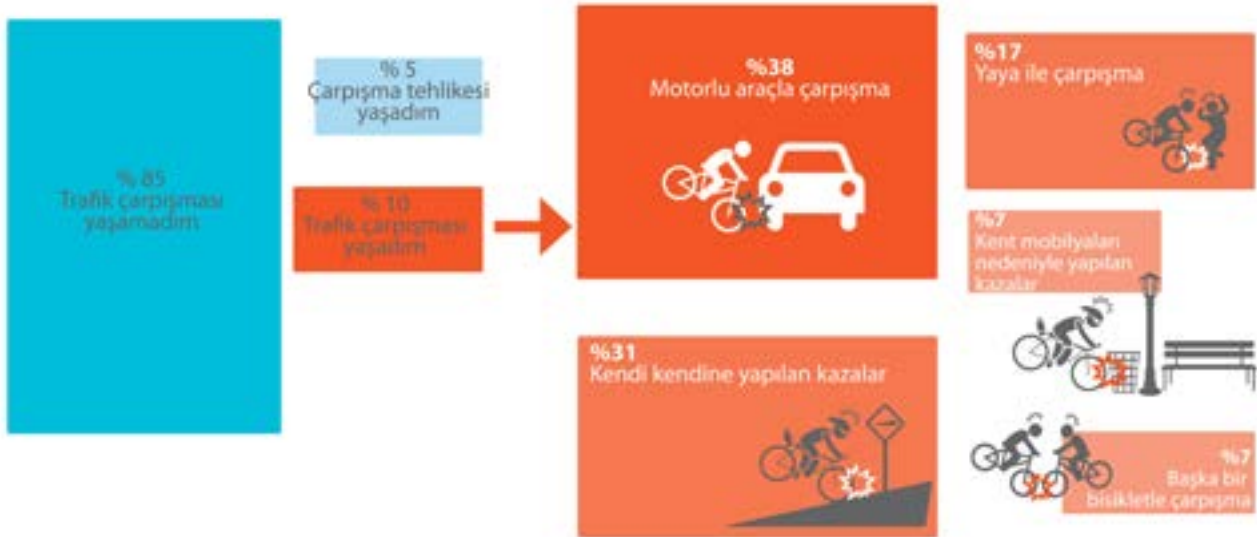 % 85
Trafik çarpışması
yaşamadım
% 5
Çarpışma tehlikesi
yaşadım
% 10
Trafik çarpışması
yaşadım
%38
Motorlu araçla çarpışma
%31
Kendi kendine yapılan kazalar
%17
Yaya ile çarpışma
%7
Kent mobilyaları
nedeniyle yapılan
kazalar
%7
Başka bir
bisikletle çarpışma